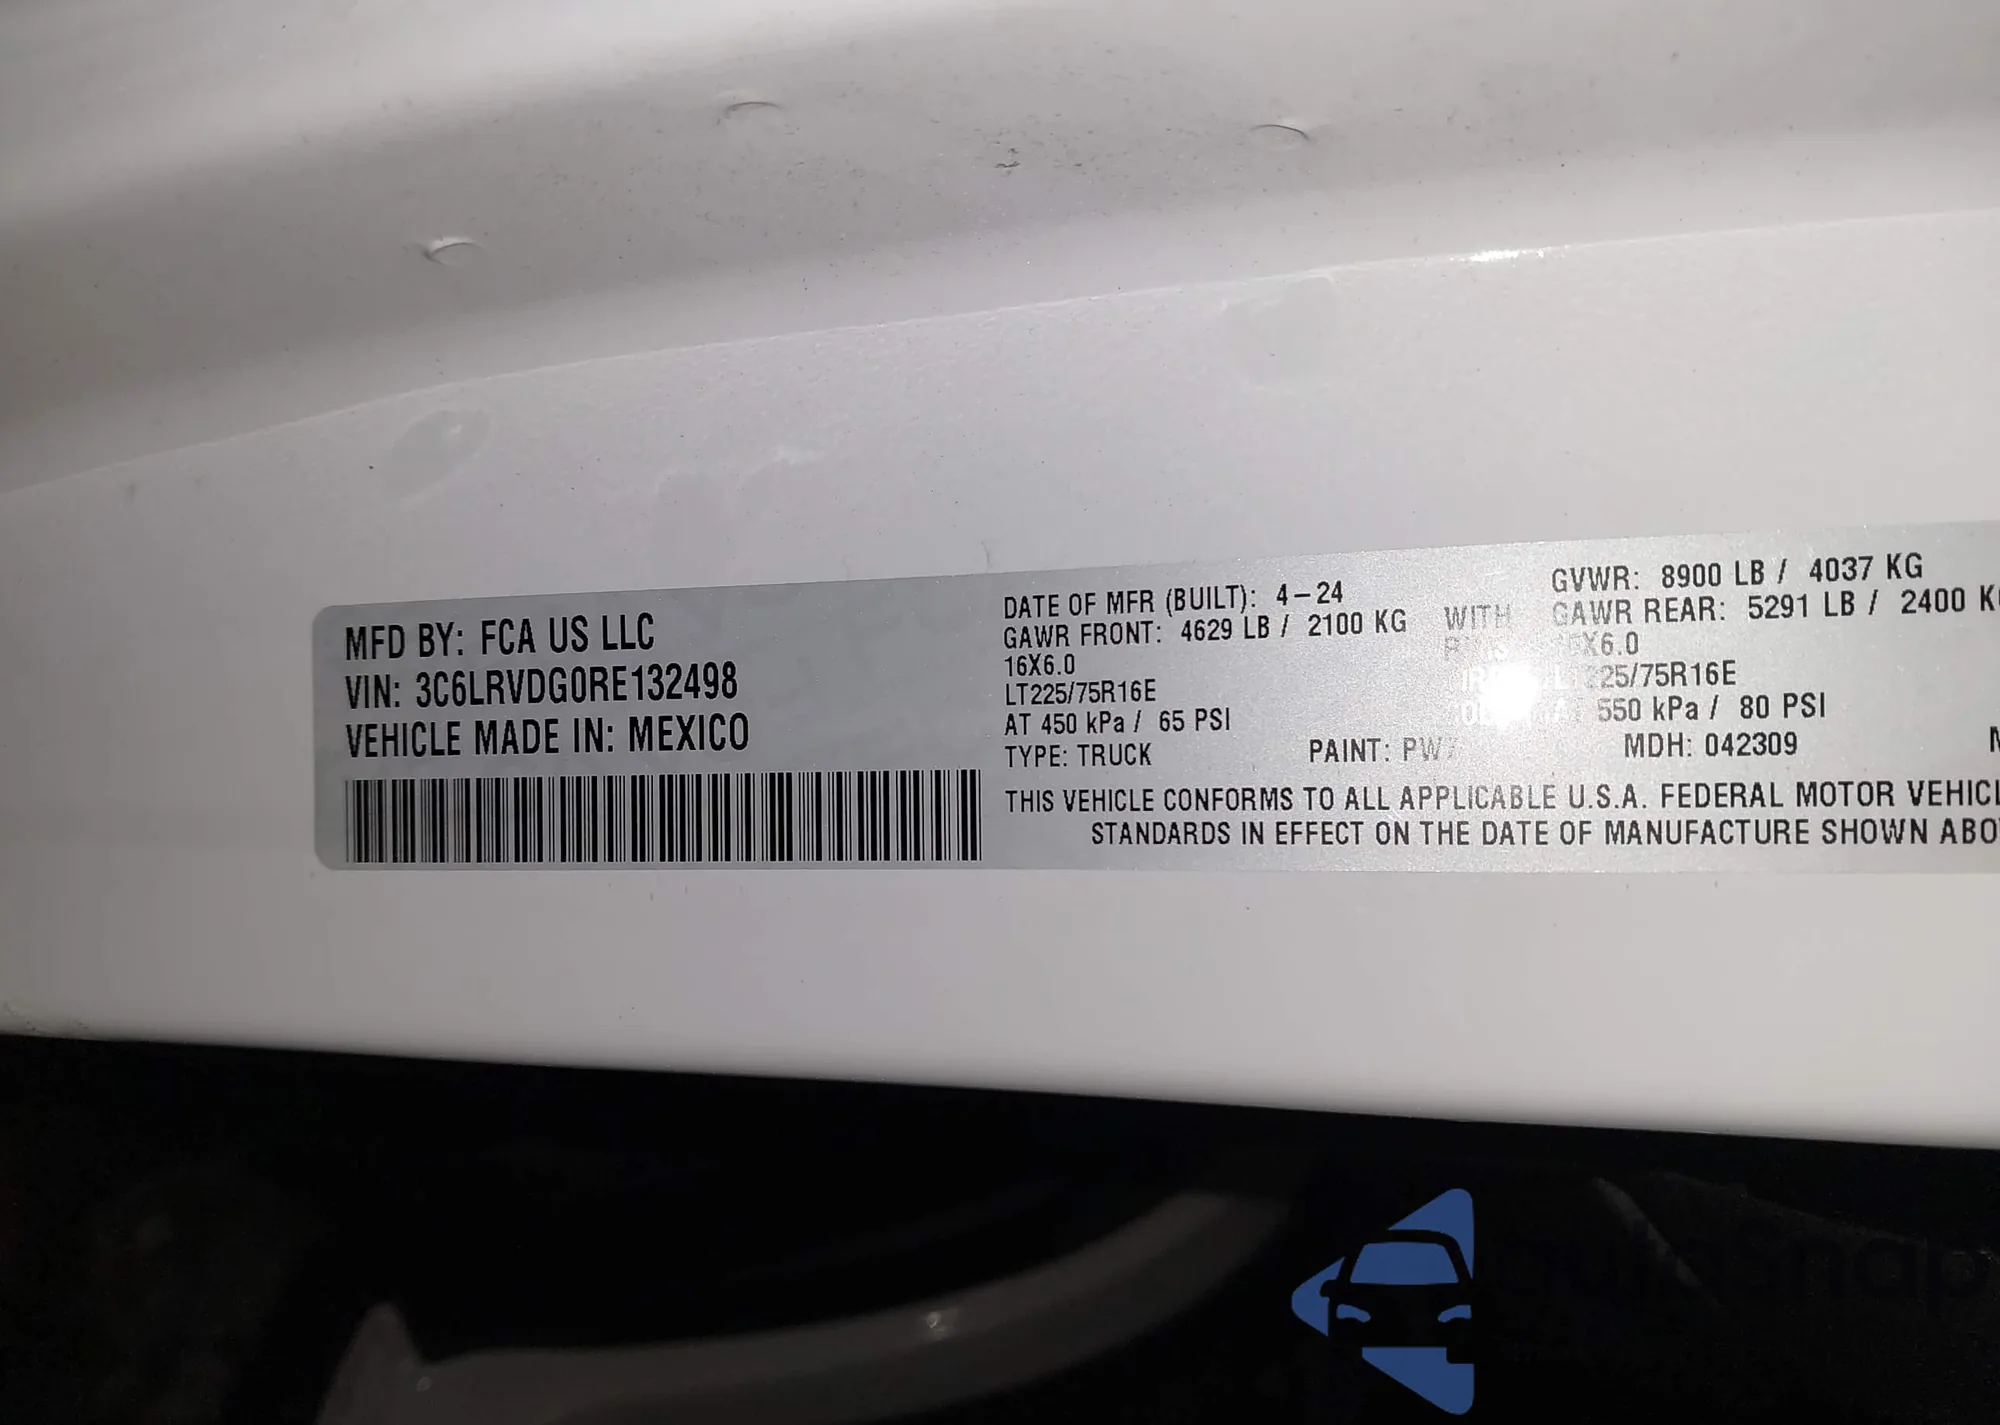 MFD BY: FCA US LLC
VIN: 3C6LRVDG0RE132498
VEHICLE MADE IN: MEXICO
DATE OF MFR (BUILT): 4-24 GVWR: 8900 LB / 4037 KG
GAWR FRONT: 4629 LB / 2100 KG WITH GAWR REAR: 5291 LB / 2400
16X6.0
LT225/75R16E
AT 450 kPa / 65 PSI 550 kPa / 80 PSI
TYPE: TRUCK PAINT: MDH: 042309
THIS VEHICLE CONFORMS TO ALL APPLICABLE U.S.A. FEDERAL MOTOR
STANDARDS IN EFFECT ON THE DATE OF MANUFACTURE SHOWN